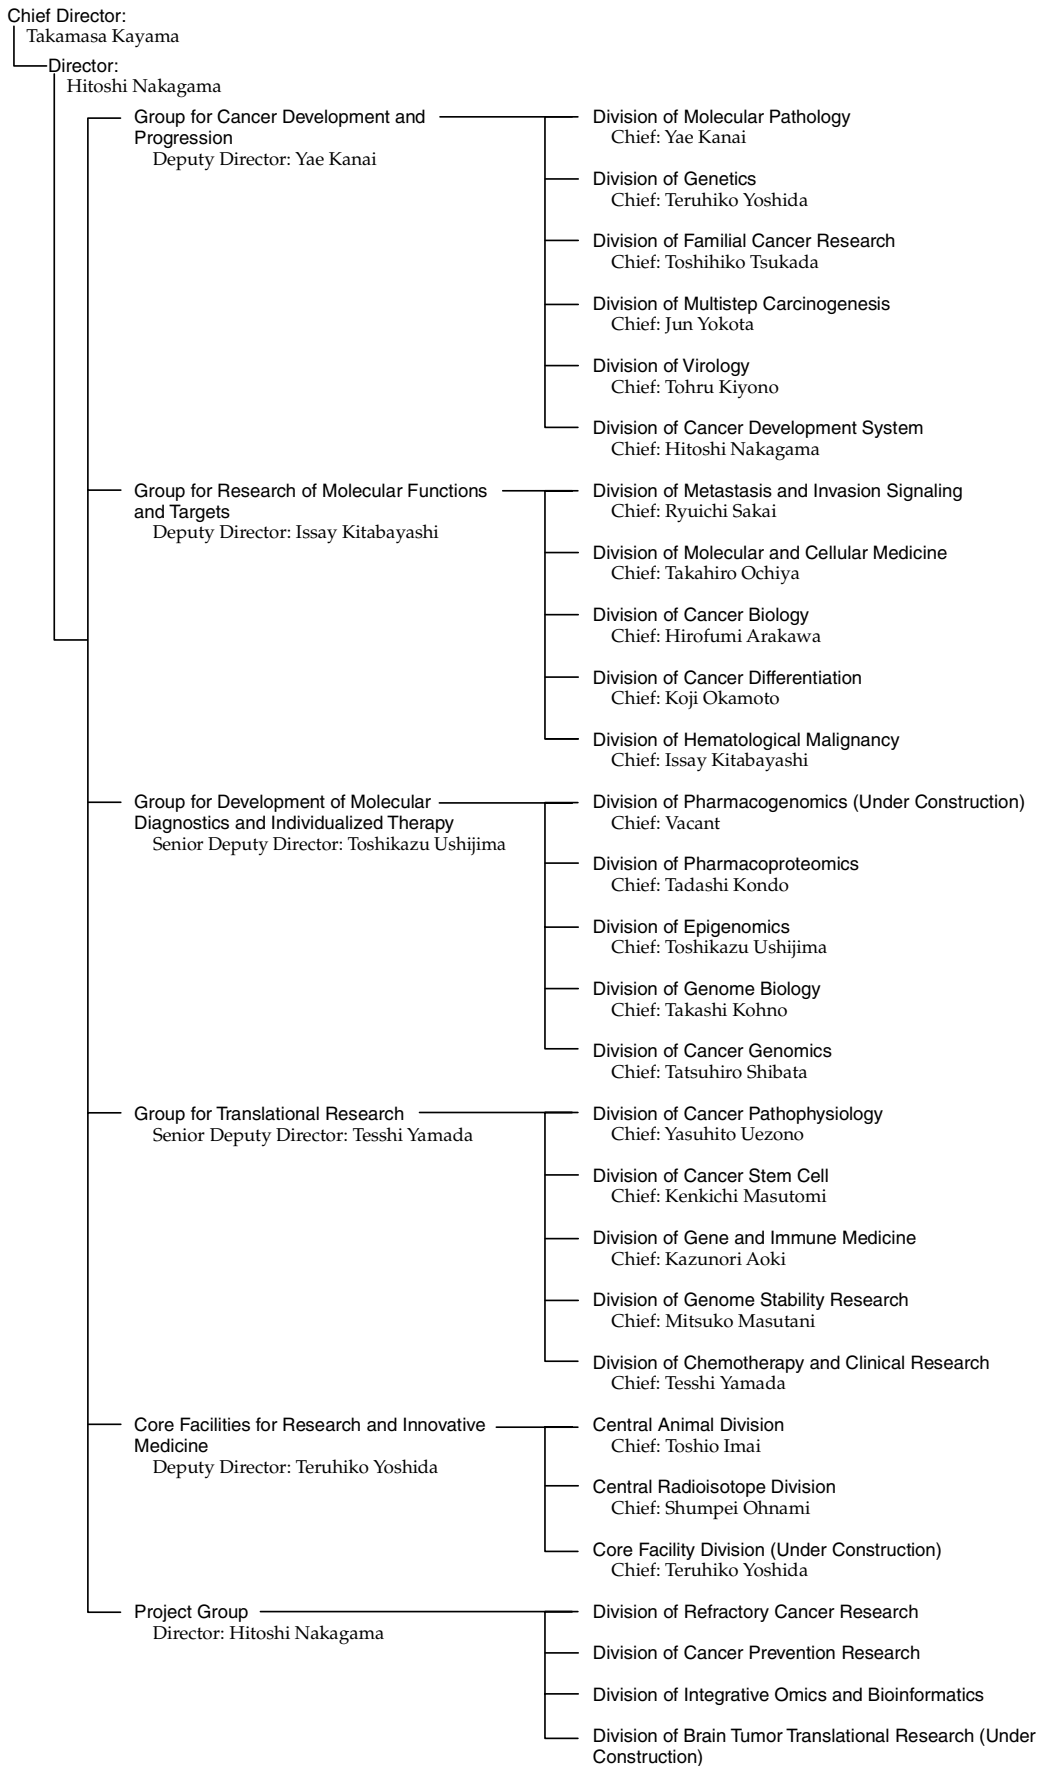 Chief Director:
Takamasa Kayama
Director:
Hitoshi Nakagama
Group for Cancer Development and
Progression
Deputy Director: Yae Kanai
Division of Molecular Pathology
Chief: Yae Kanai
Division of Genetics
Chief: Teruhiko Yoshida
Division of Familial Cancer Research
Chief: Toshihiko Tsukada
Division of Multistep Carcinogenesis
Chief: Jun Yokota
Division of Virology
Chief: Tohru Kiyono
Division of Cancer Development System
Chief: Hitoshi Nakagama
Group for Research of Molecular Functions
and Targets
Deputy Director: Issay Kitabayashi
Division of Metastasis and Invasion Signaling
Chief: Ryuichi Sakai
Division of Molecular and Cellular Medicine
Chief: Takahiro Ochiya
Division of Cancer Biology
Chief: Hirofumi Arakawa
Division of Cancer Differentiation
Chief: Koji Okamoto
Division of Hematological Malignancy
Chief: Issay Kitabayashi
Group for Development of Molecular
Diagnostics and Individualized Therapy
Senior Deputy Director: Toshikazu Ushijima
Division of Pharmacogenomics (Under Construction)
Chief: Vacant
Division of Pharmacoproteomics
Chief: Tadashi Kondo
Division of Epigenomics
Chief: Toshikazu Ushijima
Division of Genome Biology
Chief: Takashi Kohno
Division of Cancer Genomics
Chief: Tatsuhiro Shibata
Group for Translational Research
Senior Deputy Director: Tesshi Yamada
Division of Cancer Pathophysiology
Chief: Yasuhito Uezono
Division of Cancer Stem Cell
Chief: Kenkichi Masutomi
Division of Gene and Immune Medicine
Chief: Kazunori Aoki
Division of Genome Stability Research
Chief: Mitsuko Masutani
Division of Chemotherapy and Clinical Research
Chief: Tesshi Yamada
Core Facilities for Research and Innovative
Medicine
Deputy Director: Teruhiko Yoshida
Central Animal Division
Chief: Toshio Imai
Central Radioisotope Division
Chief: Shumpei Ohnami
Core Facility Division (Under Construction)
Chief: Teruhiko Yoshida
Project Group
Director: Hitoshi Nakagama
Division of Refractory Cancer Research
Division of Cancer Prevention Research
Division of Integrative Omics and Bioinformatics
Division of Brain Tumor Translational Research (Under
Construction)